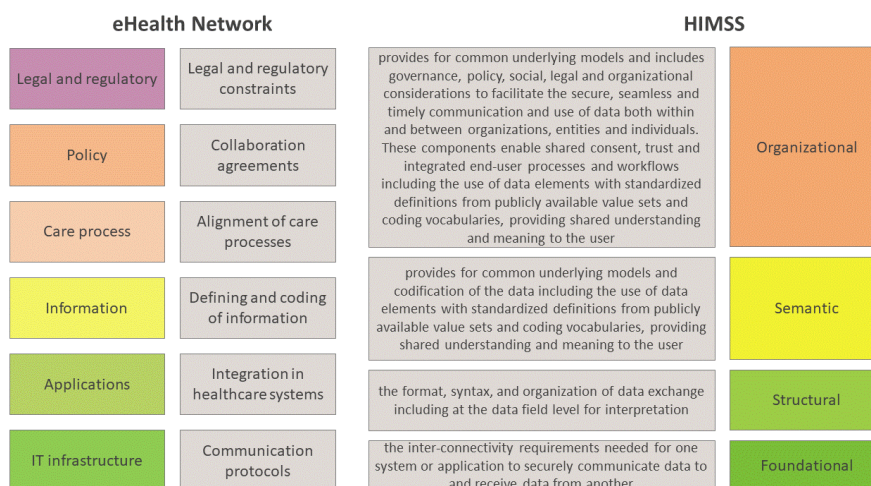 eHealth Network
HIMSS
Legal and regulatory
Legal and regulatory
constraints
Policy
Collaboration
agreements
Care process
Alignment of care
processes
Information
Defining and coding
of information
Applications
Integration in
healthcare systems
IT infrastructure
Communication
protocols
provides for common underlying models and includes
governance, policy, social, legal and organizational
considerations to facilitate the secure, seamless and
timely communication and use of data both within
and between organizations, entities and individuals.
These components enable shared consent, trust and
integrated end-user processes and workflows
including the use of data elements with standardized
definitions from publicly available value sets and
coding vocabularies, providing shared understanding
and meaning to the user
Organizational
provides for common underlying models and
codification of the data including the use of data
elements with standardized definitions from publicly
available value sets and coding vocabularies, providing
shared understanding and meaning to the user
Semantic
the format, syntax, and organization of data exchange
including at the data field level for interpretation
Structural
the inter-connectivity requirements needed for one
system or application to securely communicate data to
and receive data from another
Foundational